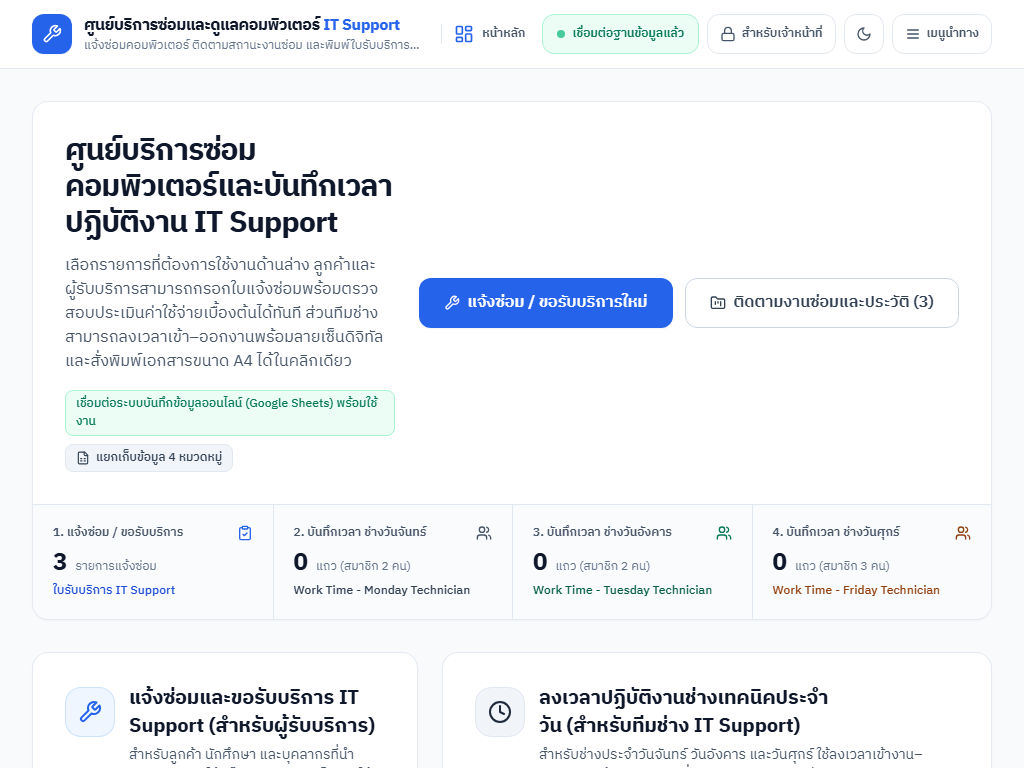 ศูนย์บริการซ่อมและดูแลคอมพิวเตอร์ IT Support
แจ้งซ่อมคอมพิวเตอร์ ติดตามสถานะงานซ่อม และพิมพ์ใบรับบริการ...
หน้าหลัก
เชื่อมต่อฐานข้อมูลแล้ว
สำหรับเจ้าหน้าที่
เมนูนำทาง
ศูนย์บริการซ่อม
คอมพิวเตอร์และบันทึกเวลา
ปฏิบัติงาน IT Support
เลือกรายการที่ต้องการใช้งานด้านล่าง ลูกค้าและ
ผู้รับบริการสามารถกรอกใบแจ้งซ่อมพร้อมตรวจ
สอบประเมินค่าใช้จ่ายเบื้องต้นได้ทันที ส่วนทีมช่าง
สามารถลงเวลาเข้า–ออกงานพร้อมลายเซ็นดิจิทัล
และสั่งพิมพ์เอกสารขนาด A4 ได้ในคลิกเดียว
เชื่อมต่อระบบบันทึกข้อมูลออนไลน์ (Google Sheets) พร้อมใช้
งาน
แยกเก็บข้อมูล 4 หมวดหมู่
แจ้งซ่อม / ขอรับบริการใหม่
ติดตามงานซ่อมและประวัติ (3)
1. แจ้งซ่อม / ขอรับบริการ
3 รายการแจ้งซ่อม
ใบรับบริการ IT Support
2. บันทึกเวลา ช่างวันจันทร์
0 แถว (สมาชิก 2 คน)
Work Time - Monday Technician
3. บันทึกเวลา ช่างวันอังคาร
0 แถว (สมาชิก 2 คน)
Work Time - Tuesday Technician
4. บันทึกเวลา ช่างวันศุกร์
0 แถว (สมาชิก 3 คน)
Work Time - Friday Technician
แจ้งซ่อมและขอรับบริการ IT
Support (สำหรับผู้รับบริการ)
สำหรับลูกค้า นักศึกษา และบุคลากรที่นำ
ลงเวลาปฏิบัติงานช่างเทคนิคประจำ
วัน (สำหรับทีมช่าง IT Support)
สำหรับช่างประจำวันจันทร์ วันอังคาร และวันศุกร์ ใช้ลงเวลาเข้างาน–